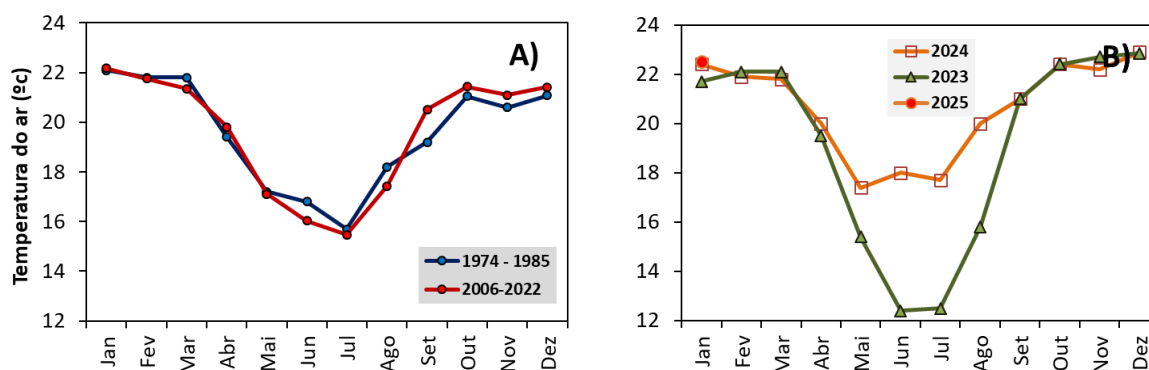 Temperatura do ar (ºc)
24
22
20
18
16
14
12
A)
1974 - 1985
2006-2022
Jan
Fev
Mar
Abr
Mai
Jun
Jul
Ago
Set
Out
Nov
Dez
24
22
20
18
16
14
12
B)
2024
2023
2025
Jan
Fev
Mar
Abr
Mai
Jun
Jul
Ago
Set
Out
Nov
Dez